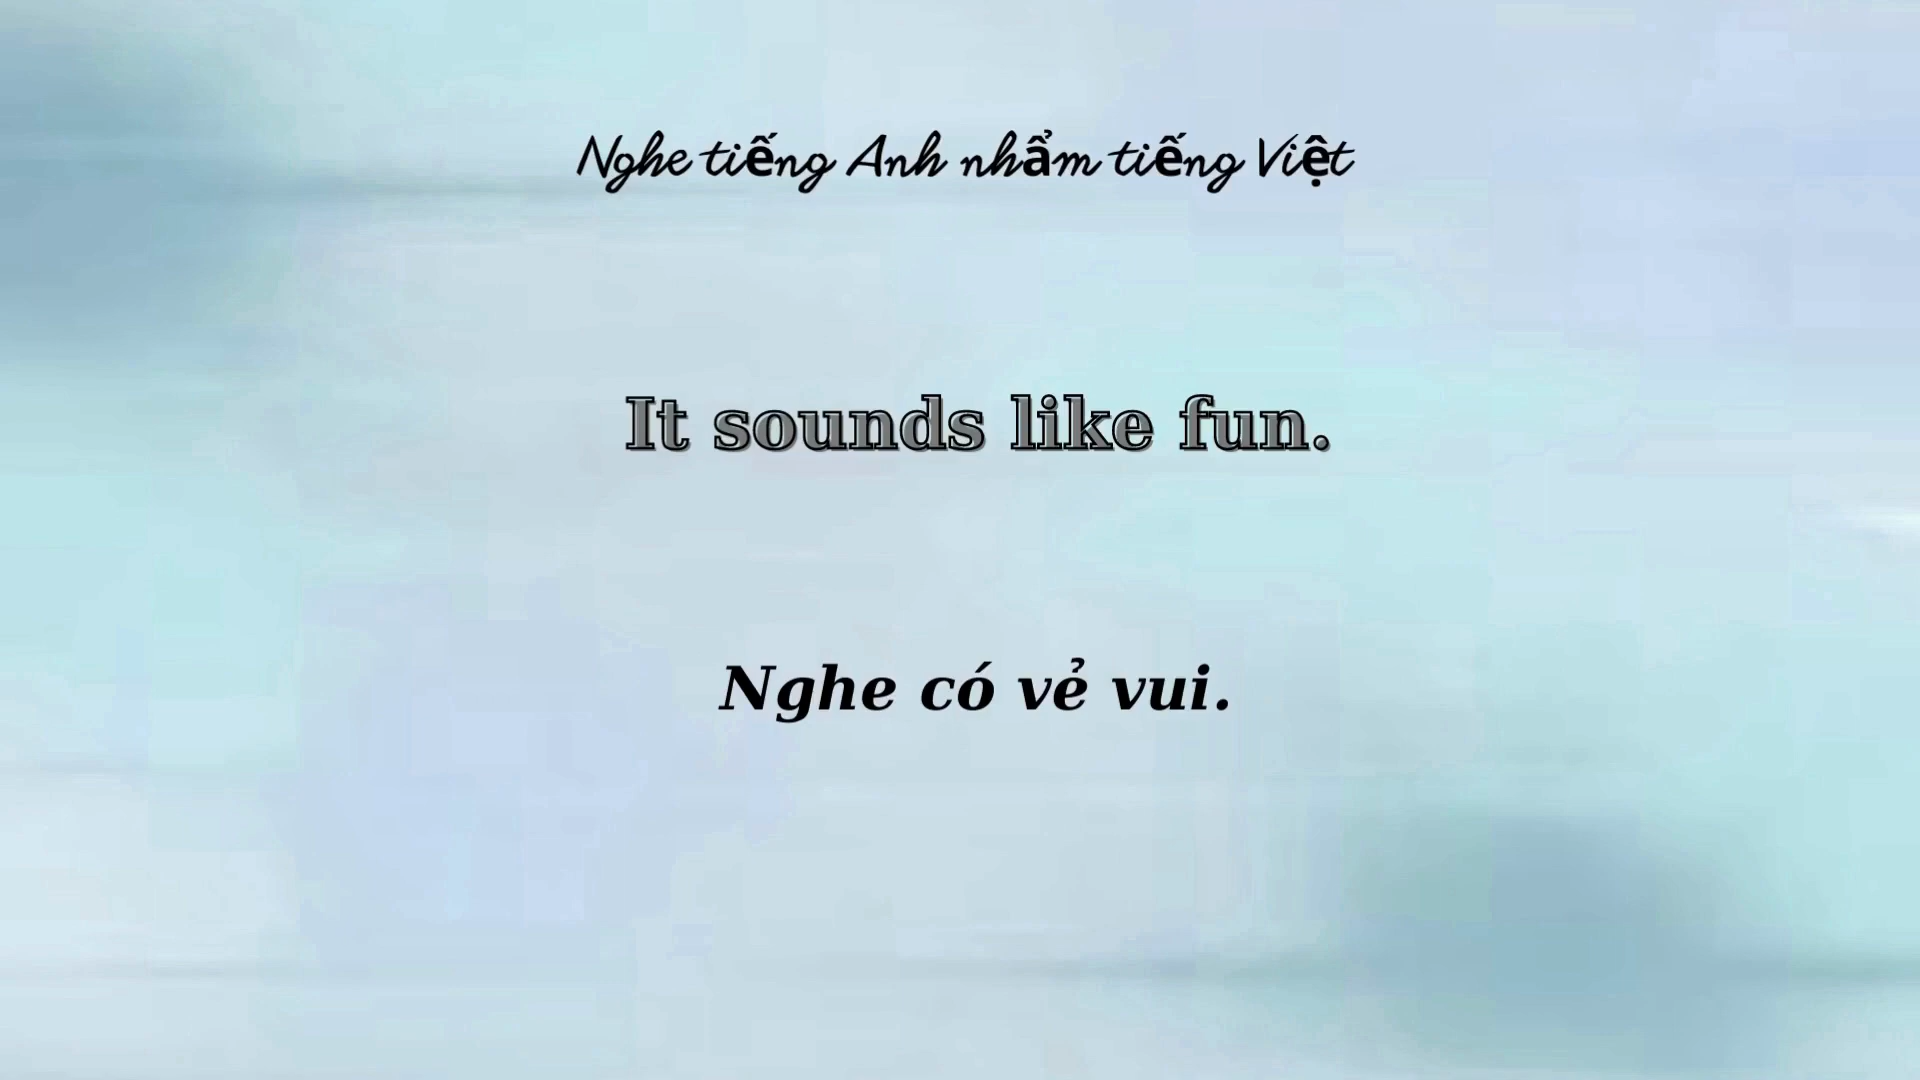 Nghe tiếng Anh nhẩm tiếng Việt
It sounds like fun.
Nghe có vẻ vui.